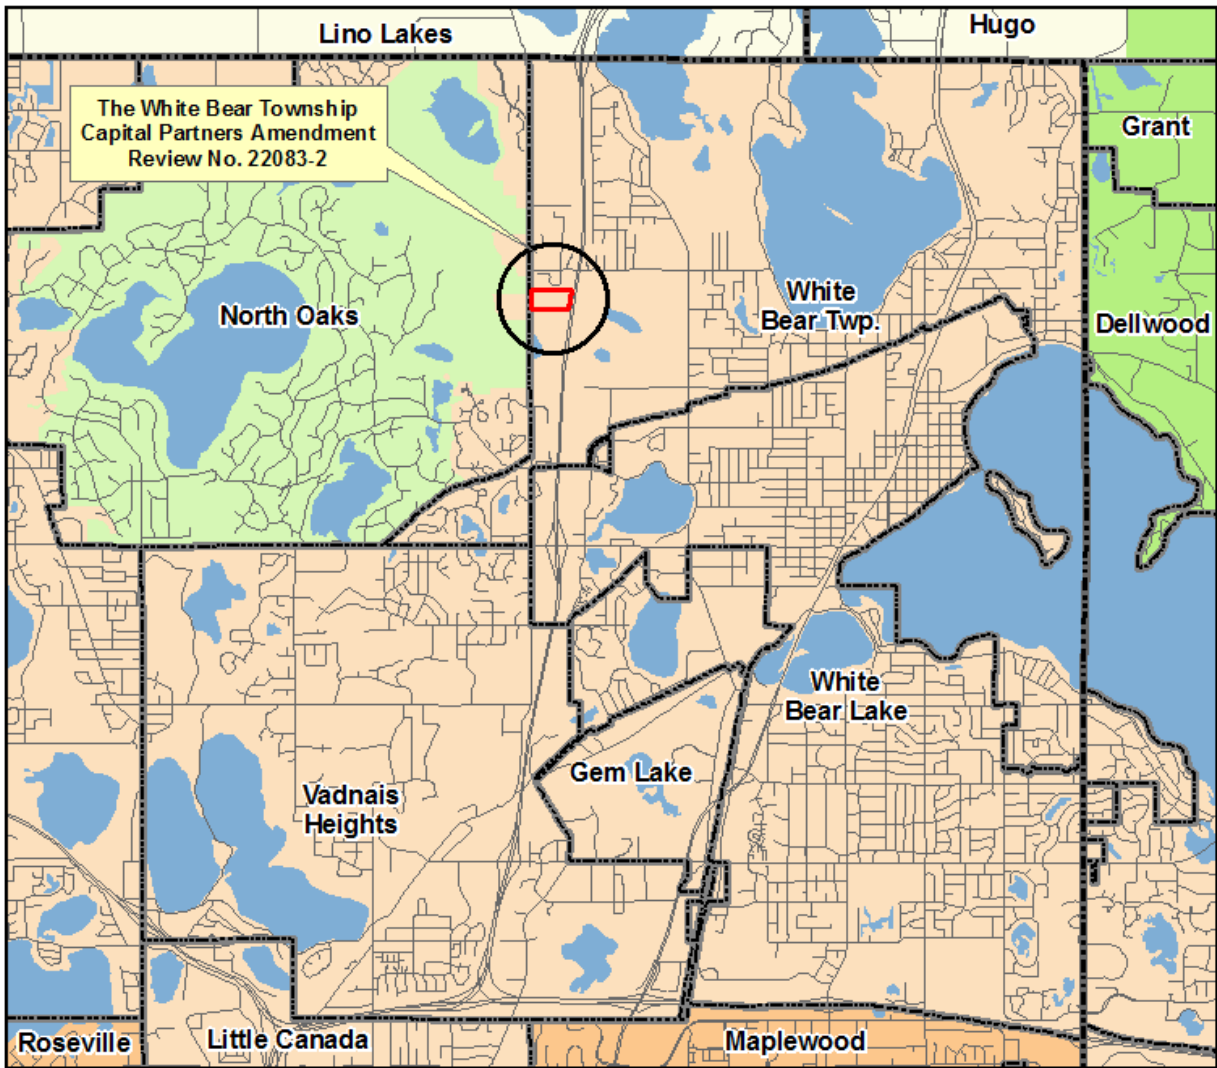 Lino Lakes
Hugo
The White Bear Township
Capital Partners Amendment
Review No. 22083-2
Grant
North Oaks
White
Bear Twp.
Dellwood
White
Bear Lake
Gem Lake
Vadnais
Heights
Roseville
Little Canada
Maplewood